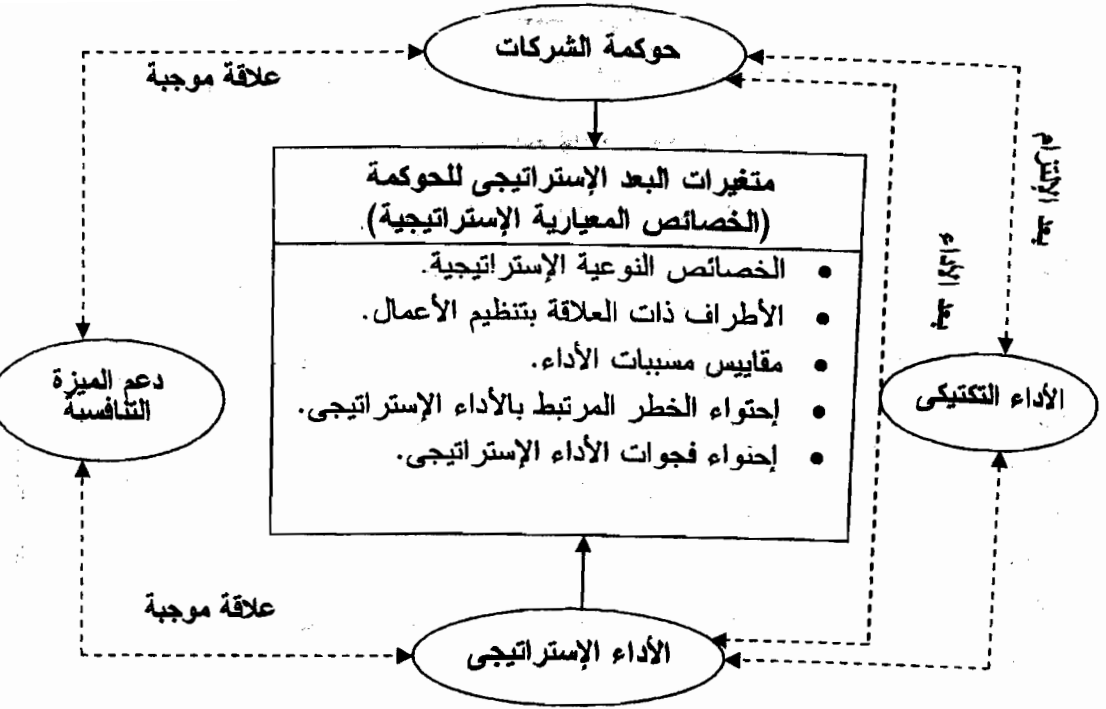 حوكمة الشركات
علاقة موجبة
بعد الإلتزام
بعد الأداء
متغيرات البعد الإستراتيجى للحوكمة
(الخصائص المعيارية الإستراتيجية)
• الخصائص النوعية الإستراتيجية.
• الأطراف ذات العلاقة بتنظيم الأعمال.
• مقاييس مسببات الأداء.
• إحتواء الخطر المرتبط بالأداء الإستراتيجى.
• إحتواء فجوات الأداء الإستراتيجى.
الأداء التكتيكى
دعم الميزة
التنافسية
علاقة موجبة
الأداء الإستراتيجى